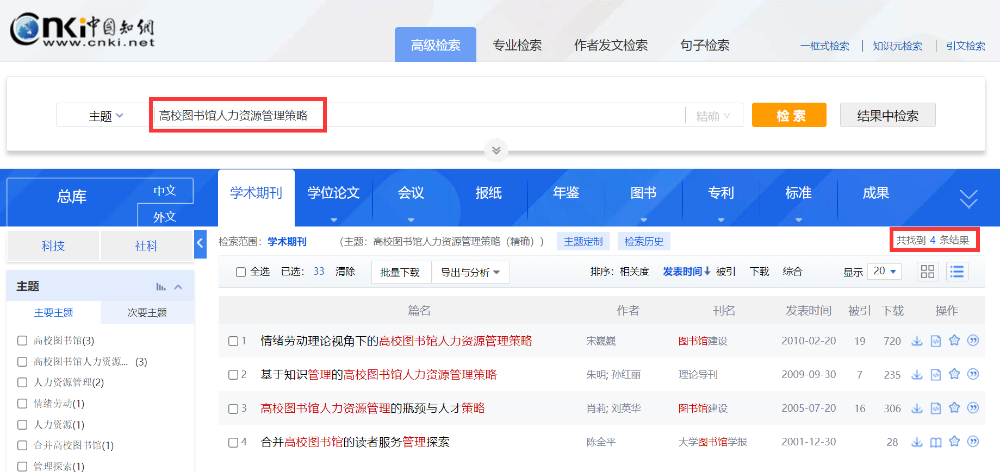 cnki中国知網
www.cnki.net
高级检索 专业检索 作者发文检索 句子检索 一框式检索 知识元检索 引文检索
主题 高校图书馆人力资源管理策略 精确 检 索 结果中检索
总库 中文 外文
学术期刊 学位论文 会议 报纸 年鉴 图书 专利 标准 成果
科技 社科
检索范围：学术期刊 （主题：高校图书馆人力资源管理策略（精确）） 主题定制 检索历史 共找到 4 条结果
全选 已选：33 清除 批量下载 导出与分析 排序：相关度 发表时间↓ 被引 下载 综合 显示 20
主题
主要主题 次要主题
高校图书馆(3)
高校图书馆人力资源... (3)
人力资源管理(2)
情绪劳动(1)
人力资源(1)
合并高校图书馆(1)
管理探索(1)
篇名 作者 刊名 发表时间 被引 下载 操作
1 情绪劳动理论视角下的高校图书馆人力资源管理策略 宋巍巍 图书馆建设 2010-02-20 19 720
2 基于知识管理的高校图书馆人力资源管理策略 朱明; 孙红丽 理论导刊 2009-09-30 7 235
3 高校图书馆人力资源管理的瓶颈与人才策略 肖莉; 刘英华 图书馆建设 2005-07-20 16 306
4 合并高校图书馆的读者服务管理探索 陈全平 大学图书馆学报 2001-12-30 28